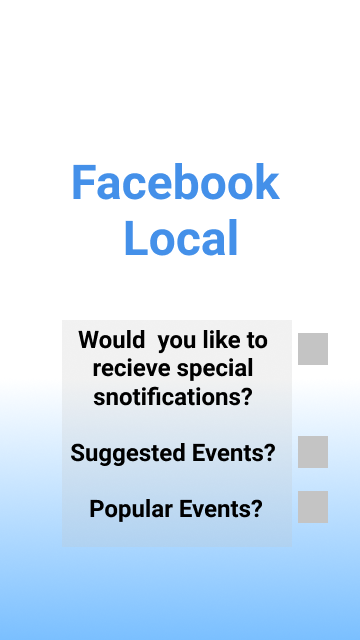 Facebook
Local
Would  you like to
recieve special
snotifications?
Suggested Events?
Popular Events?